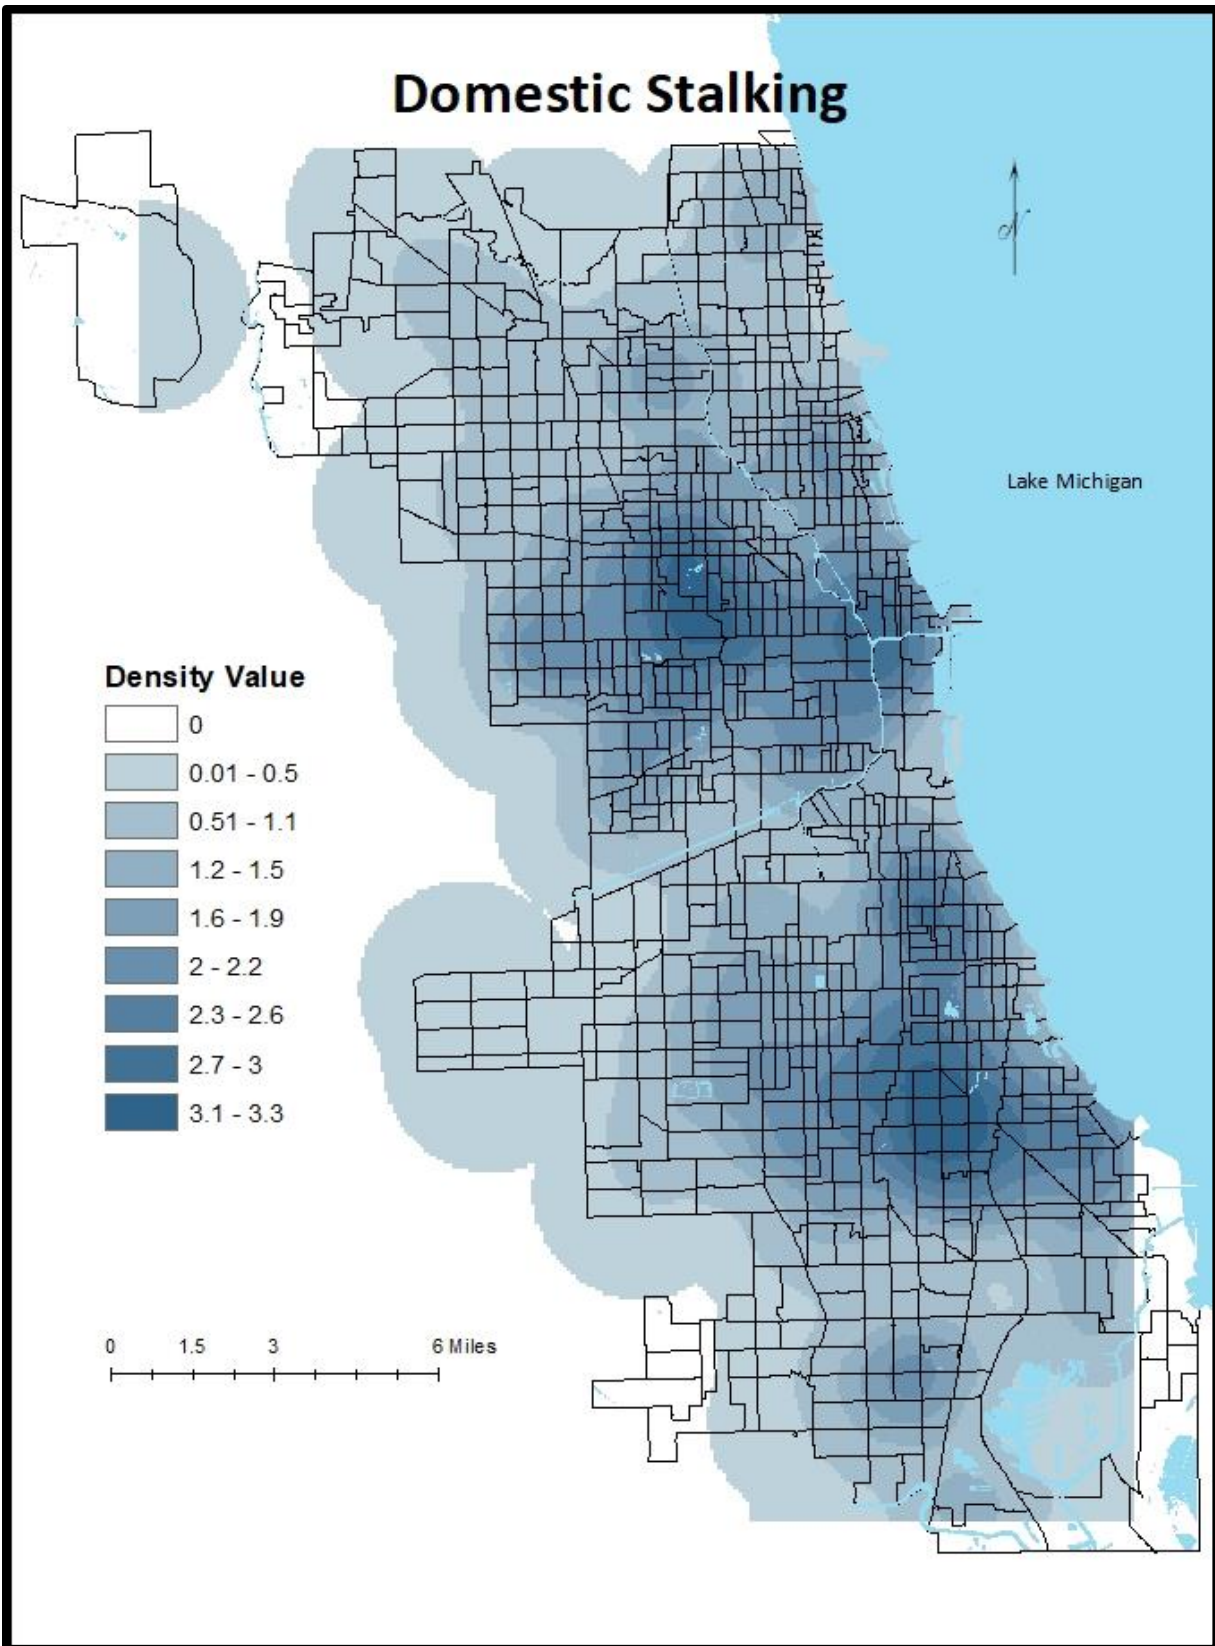 Domestic Stalking
N
Lake Michigan
Density Value
0
0.01 - 0.5
0.51 - 1.1
1.2 - 1.5
1.6 - 1.9
2 - 2.2
2.3 - 2.6
2.7 - 3
3.1 - 3.3
0 1.5 3 6 Miles